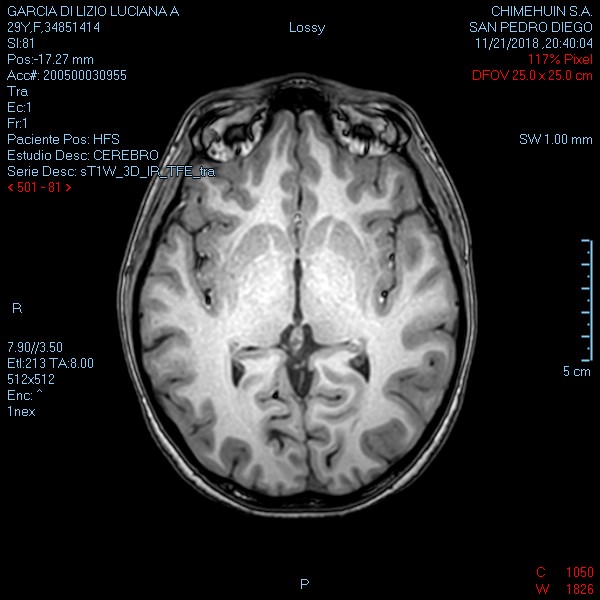 GARCIA DI LIZIO LUCIANA A
29Y,F,34851414
Sl:81
Pos:-17.27 mm
Acc#: 200500030955
Tra
Ec:1
Fr:1
Paciente Pos: HFS
Estudio Desc: CEREBRO
Serie Desc: sT1W_3D_IR_TFE_tra
< 501 - 81 >
Lossy
CHIMEHUIN S.A.
SAN PEDRO DIEGO
11/21/2018 ,20:40:04
117% Pixel
DFOV 25.0 x 25.0 cm
SW 1.00 mm
R
5 cm
7.90//3.50
Etl:213 TA:8.00
512x512
Enc: ^
1nex
P
C 1050
W 1826